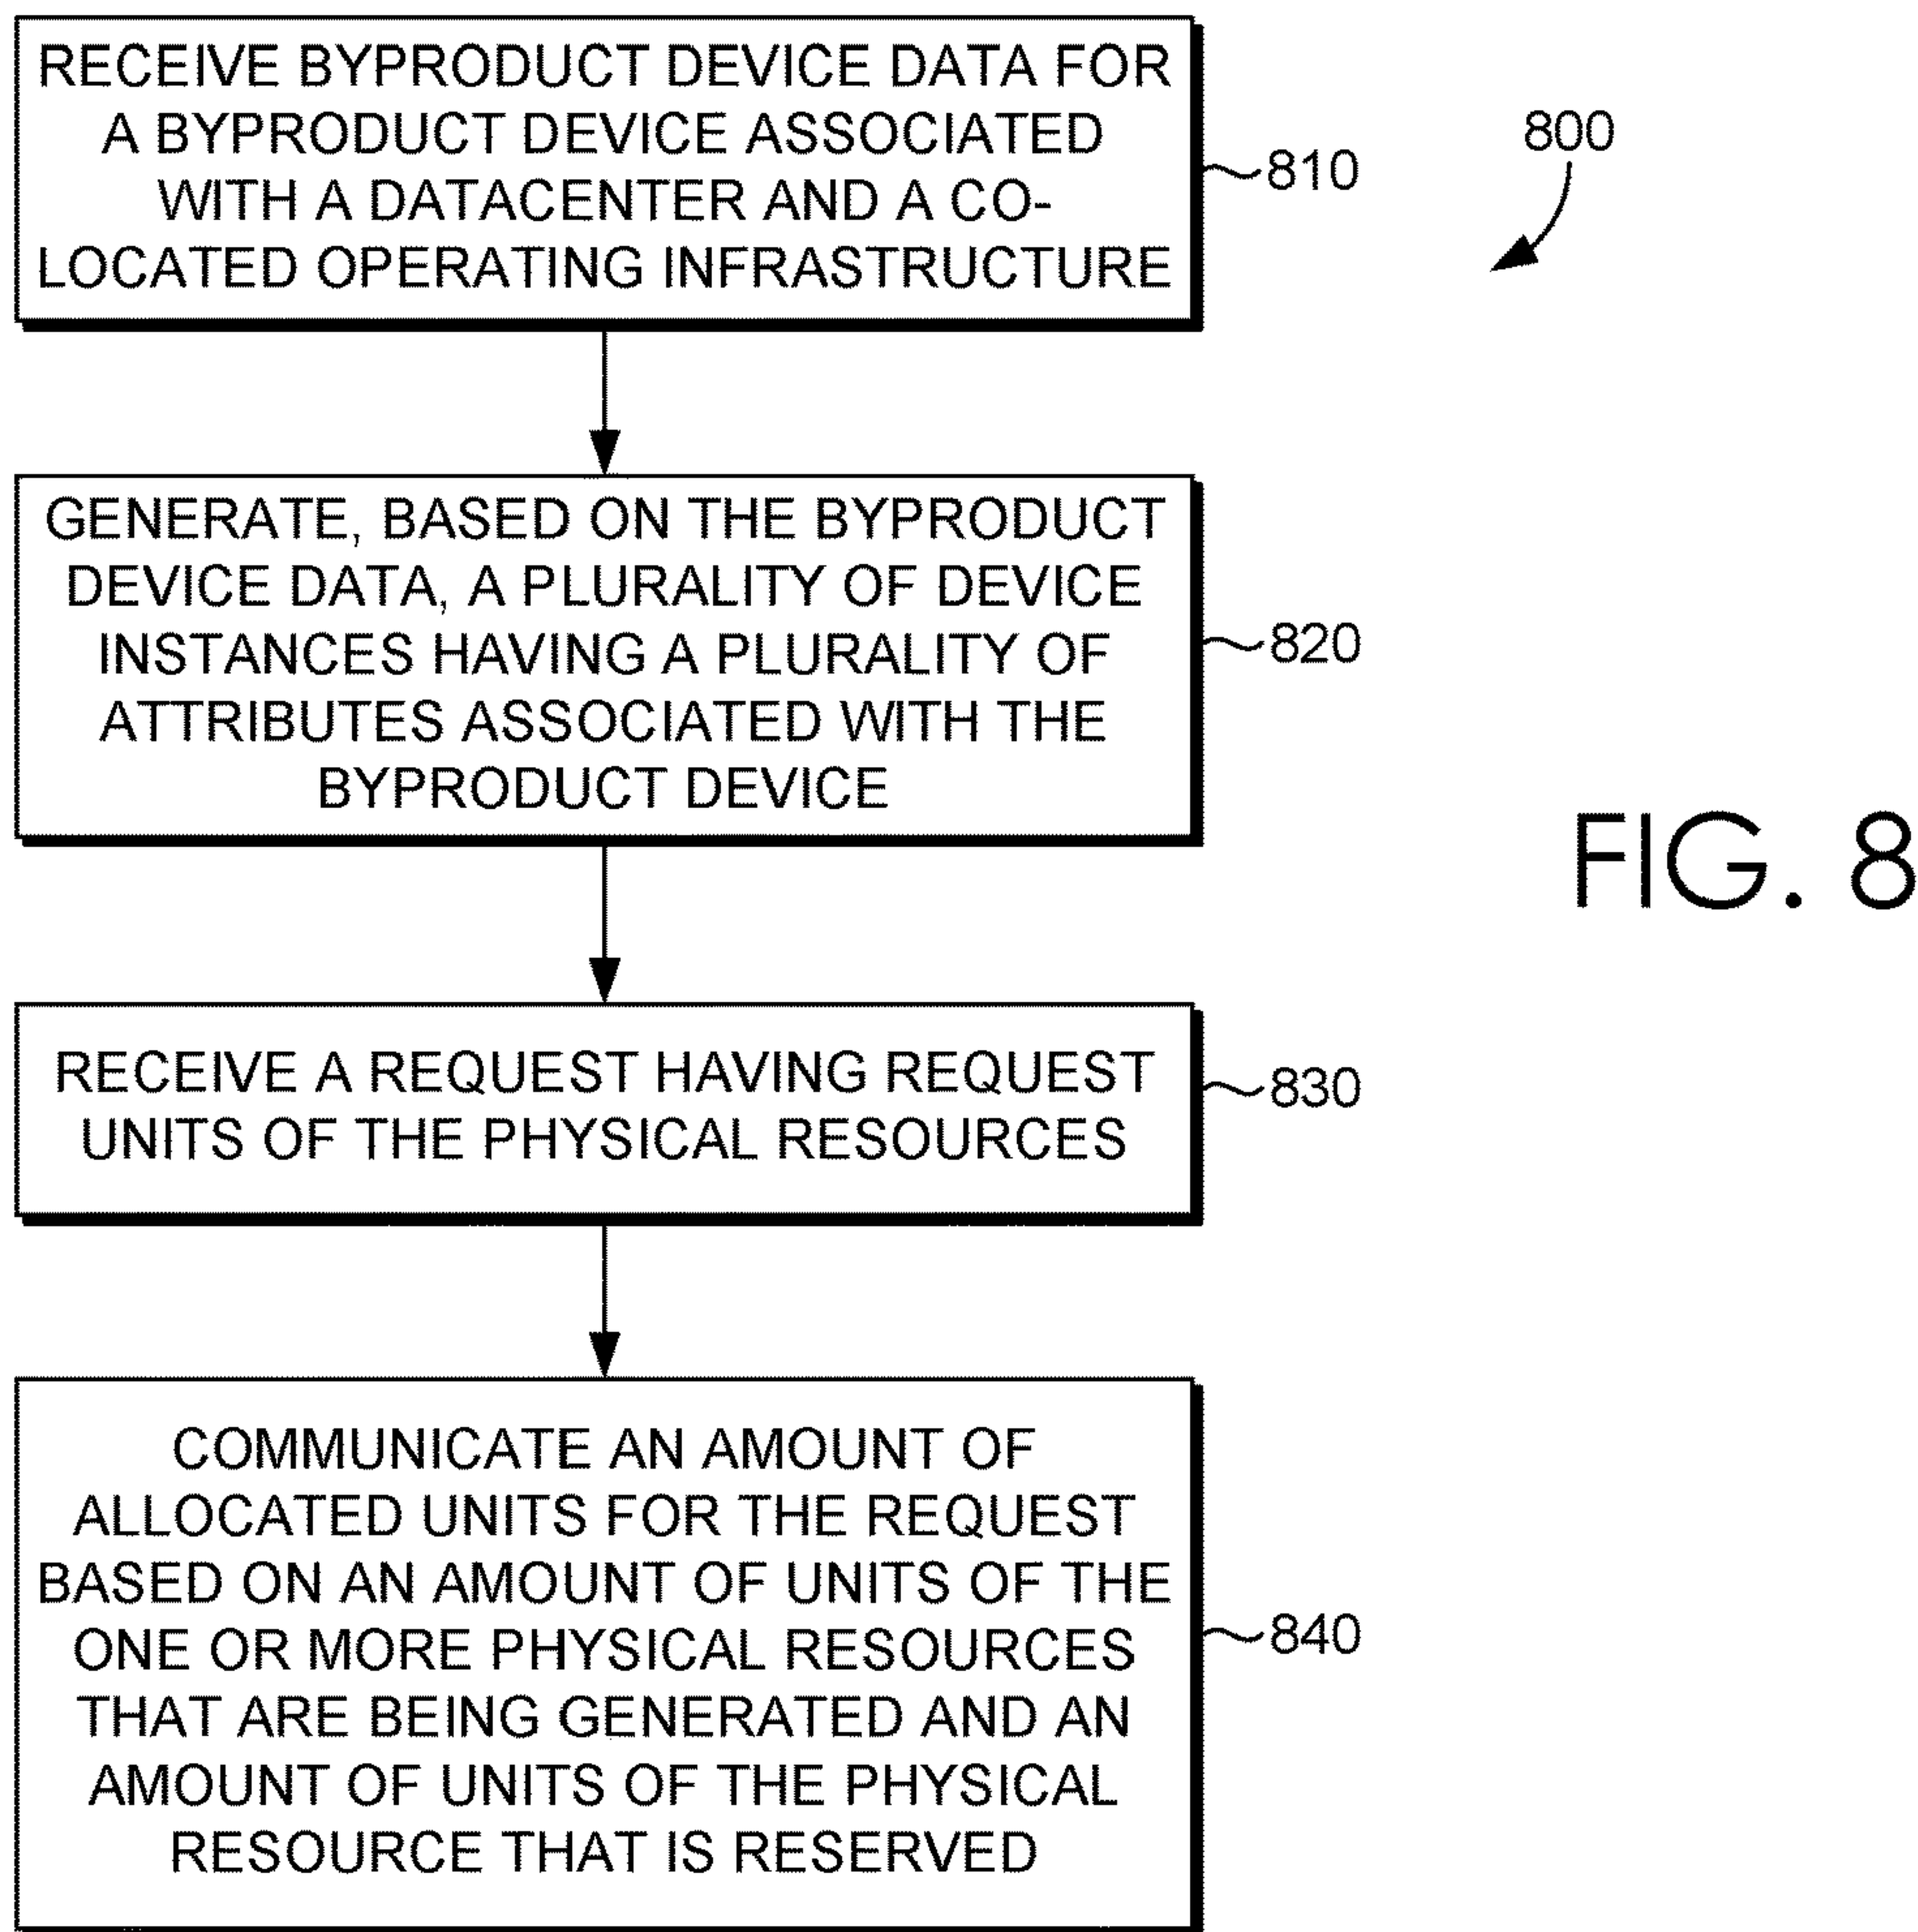 RECEIVE BYPRODUCT DEVICE DATA FOR
A BYPRODUCT DEVICE ASSOCIATED
WITH A DATACENTER AND A CO-
LOCATED OPERATING INFRASTRUCTURE
810
800
GENERATE, BASED ON THE BYPRODUCT
DEVICE DATA, A PLURALITY OF DEVICE
INSTANCES HAVING A PLURALITY OF
ATTRIBUTES ASSOCIATED WITH THE
BYPRODUCT DEVICE
820
FIG. 8
RECEIVE A REQUEST HAVING REQUEST
UNITS OF THE PHYSICAL RESOURCES
830
COMMUNICATE AN AMOUNT OF
ALLOCATED UNITS FOR THE REQUEST
BASED ON AN AMOUNT OF UNITS OF THE
ONE OR MORE PHYSICAL RESOURCES
THAT ARE BEING GENERATED AND AN
AMOUNT OF UNITS OF THE PHYSICAL
RESOURCE THAT IS RESERVED
840